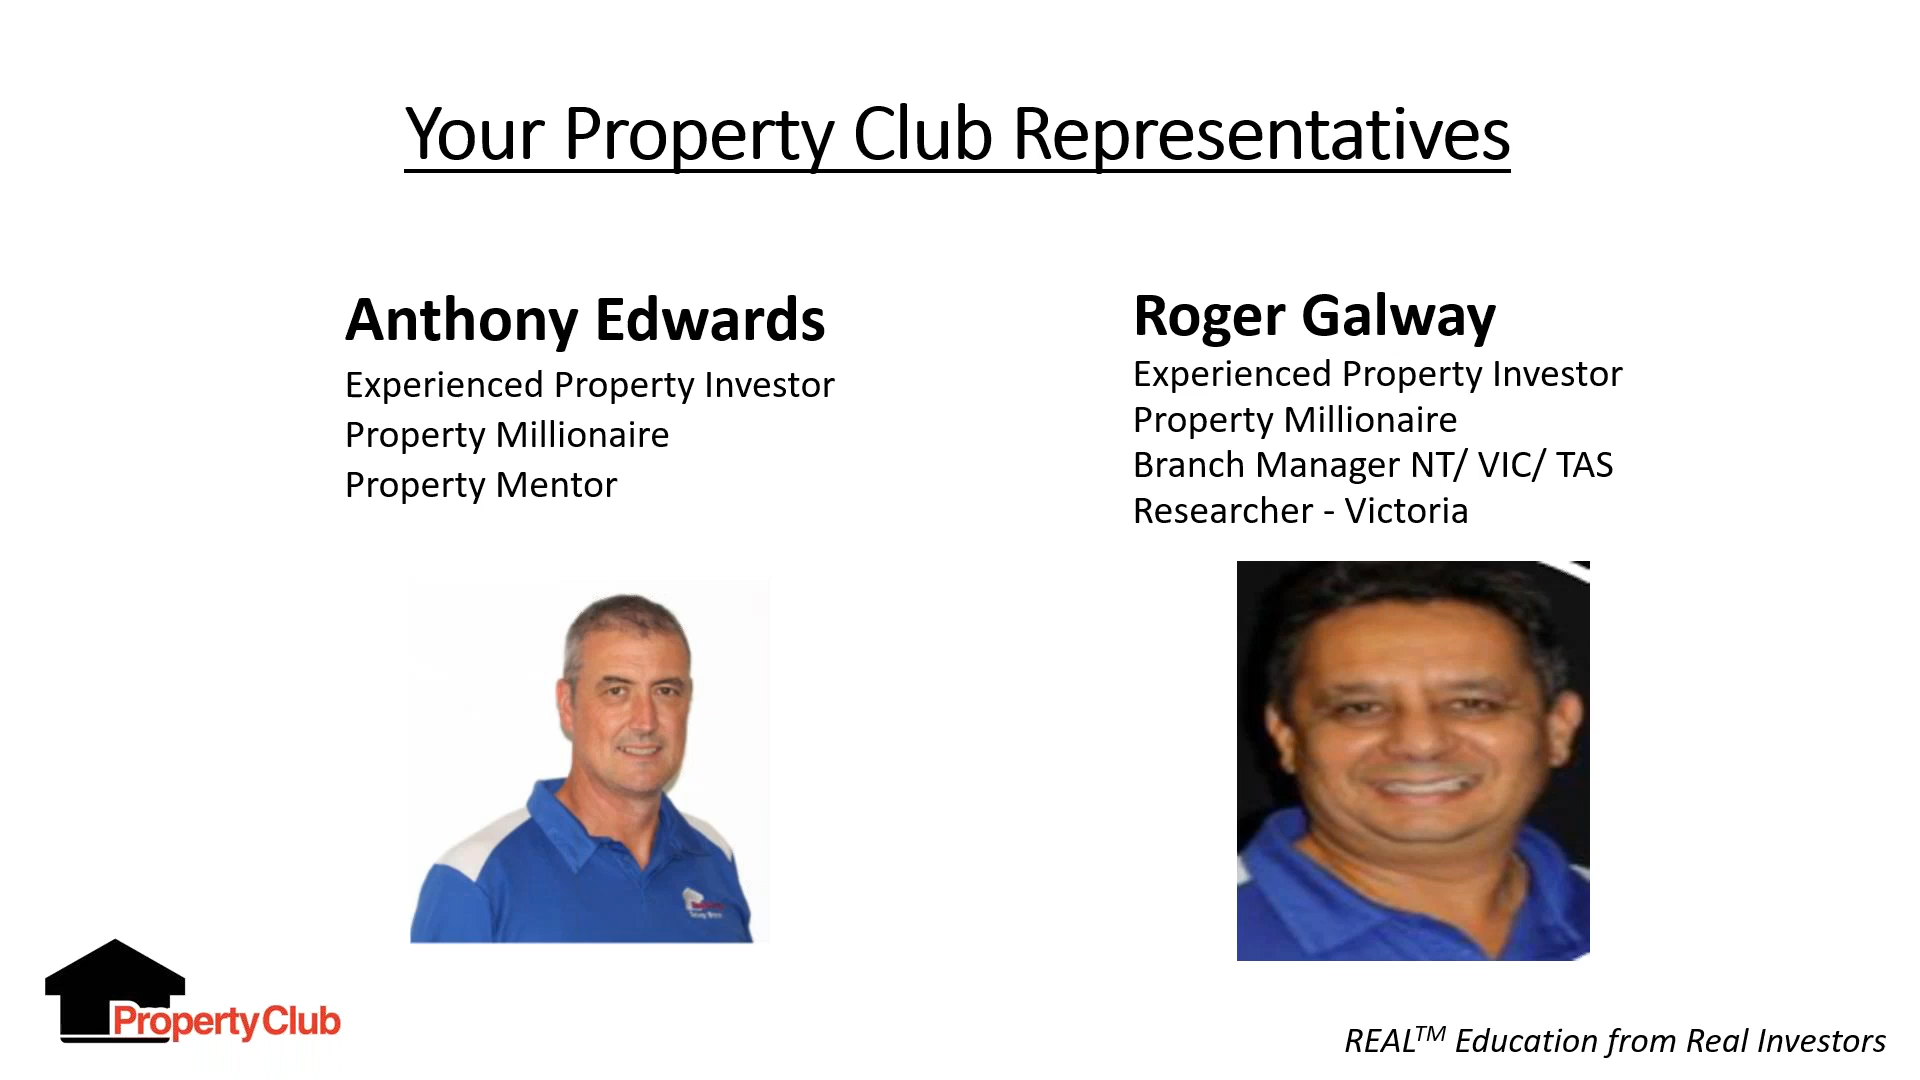 Your Property Club Representatives
Anthony Edwards
Experienced Property Investor
Property Millionaire
Property Mentor
Roger Galway
Experienced Property Investor
Property Millionaire
Branch Manager NT/ VIC/ TAS
Researcher - Victoria
PropertyClub
REAL™ Education from Real Investors